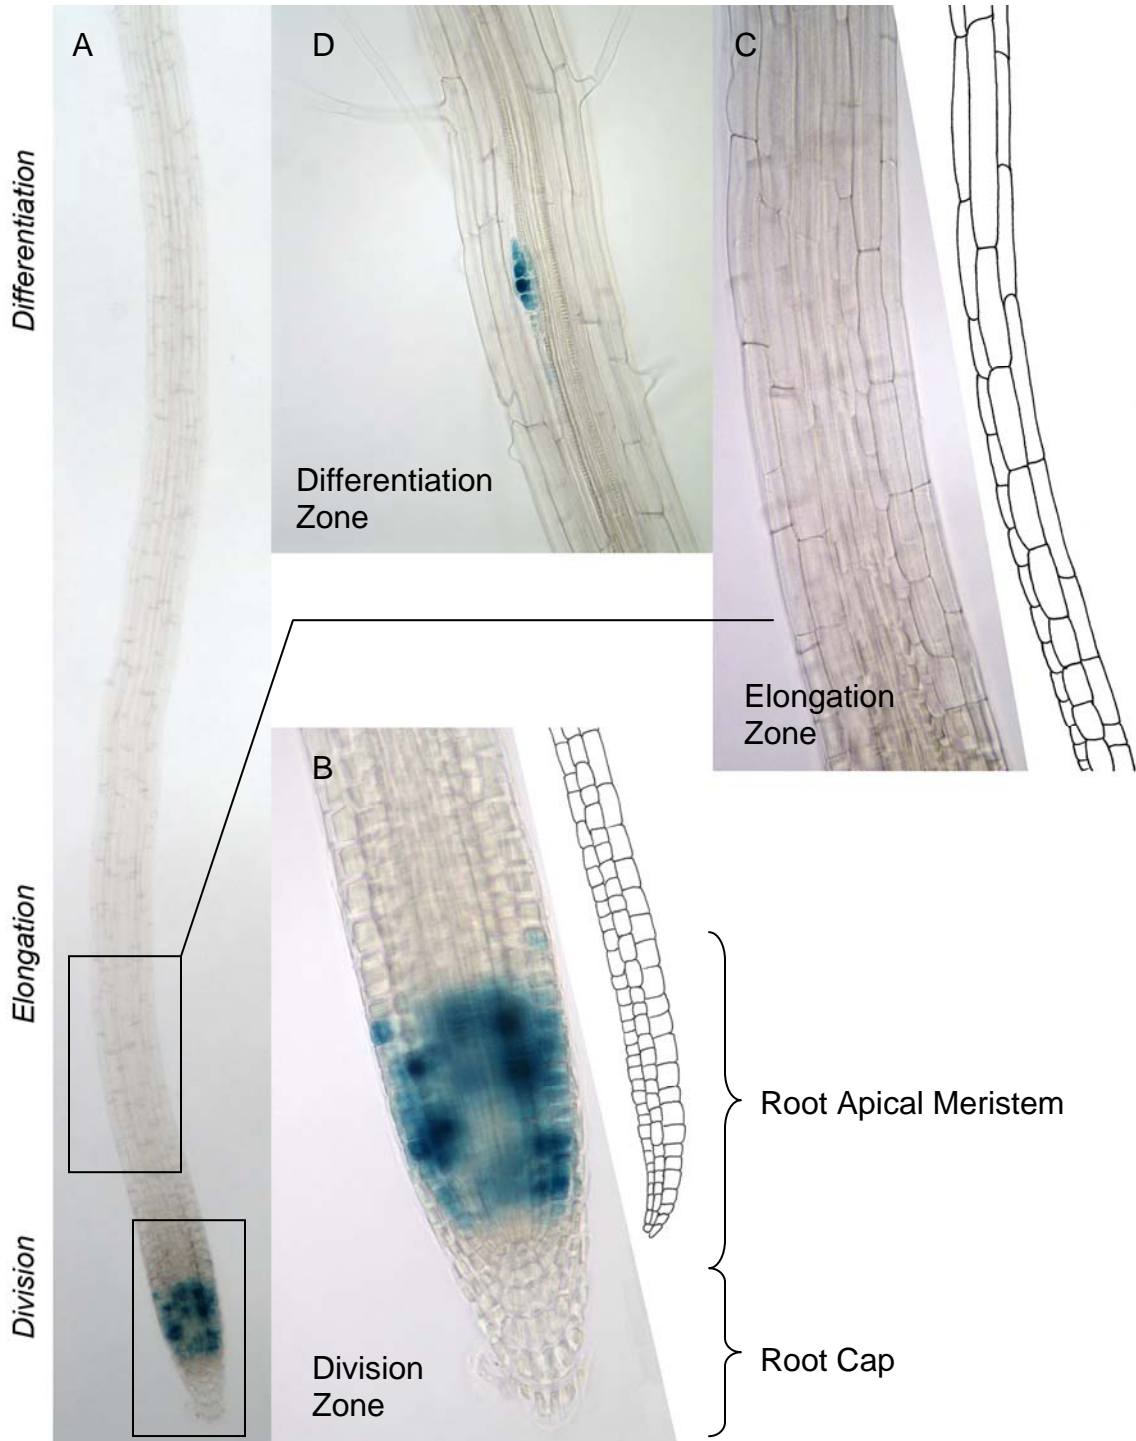 A
D
C
Differentiation
Differentiation
Zone
Elongation
Zone
B
Elongation
Root Apical Meristem
Division
Division
Zone
Root Cap